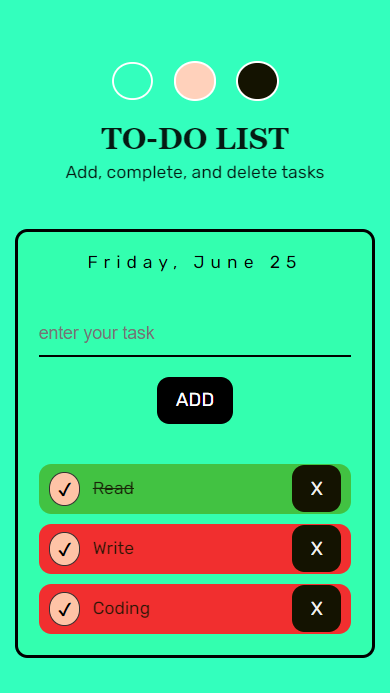 TO-DO LIST
Add, complete, and delete tasks
Friday, June 25
enter your task
ADD
✓ Read X
✓ Write X
✓ Coding X